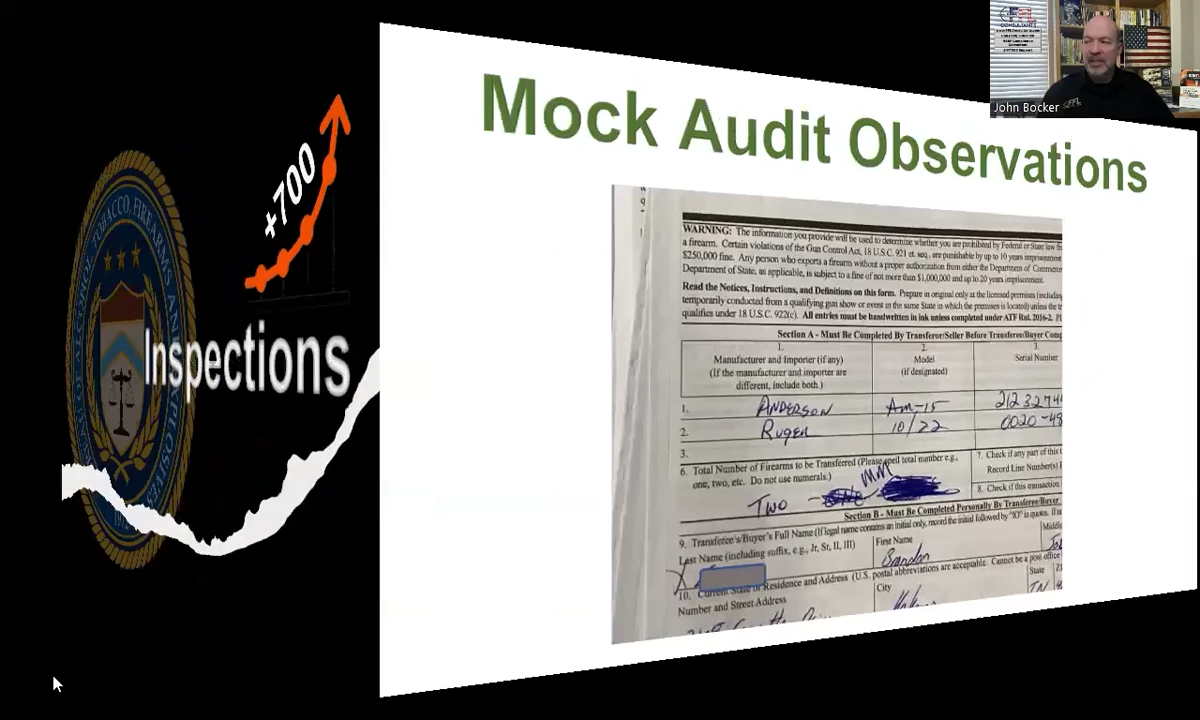 John Bocker
Mock Audit Observations
+700
Inspections
TOBACCO, FIREARMS AND
WARNING: The information you provide will be used to determine whether you are prohibited by Federal or State law
a firearm. Certain violations of the Gun Control Act, 18 U.S.C. 921 et. seq., are punishable by up to 10 years imprisonment
$250,000 fine. Any person who exports a firearm without a proper authorization from either the Department of Commerce
Department of State, as applicable, is subject to a fine of not more than $1,000,000 and up to 20 years imprisonment.
Read the Notices, Instructions, and Definitions on this form. Prepare in original only at the licensed premises (including
temporarily conducted from a qualifying gun show or event in the same State in which the premises is located) unless the
qualifies under 18 U.S.C. 922(c). All entries must be handwritten in ink unless completed under ATF Rul. 2016-2.
Section A - Must Be Completed By Transferor/Seller Before Transferee/Buyer
1. 2. 3.
Manufacturer and Importer (if any) Model Serial Number
(If the manufacturer and importer are (if designated)
different, include both.)
1. ANDERSON AM-15
2. RUGER 10/22
3.
6. Total Number of Firearms to be Transferred (Please spell total number e.g., 7. Check if any part of this
one, two, etc. Do not use numerals.) Record Line Number(s)
TWO MM 8. Check if this transaction
Section B - Must Be Completed Personally By Transferee/Buyer
9. Transferee's/Buyer's Full Name (If legal name contains an initial only, record the initial followed by "IO" in quotes.
Last Name (including suffix, e.g., Jr, Sr, II, III) First Name
Brandon
10. Current State of Residence and Address (U.S. postal abbreviations are acceptable. Cannot be a post office
Number and Street Address City State